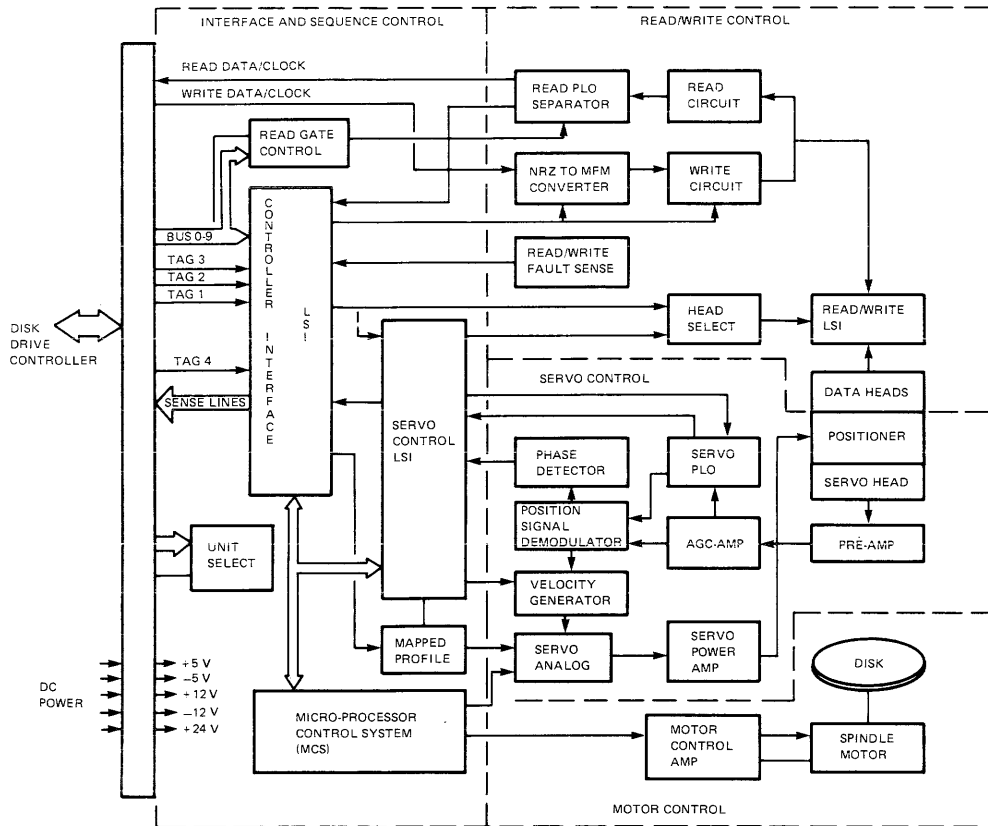 INTERFACE AND SEQUENCE CONTROL
READ/WRITE CONTROL
READ DATA/CLOCK
WRITE DATA/CLOCK
READ PLO
SEPARATOR
READ
CIRCUIT
READ GATE
CONTROL
NRZ TO MFM
CONVERTER
WRITE
CIRCUIT
BUS 0-9
TAG 3
TAG 2
TAG 1
CONTROLLER INTERFACE
LSI
READ/WRITE
FAULT SENSE
HEAD
SELECT
READ/WRITE
LSI
DISK
DRIVE
CONTROLLER
TAG 4
SENSE LINES
SERVO CONTROL
DATA HEADS
SERVO
CONTROL
LSI
POSITIONER
PHASE
DETECTOR
SERVO
PLO
SERVO HEAD
POSITION
SIGNAL
DEMODULATOR
AGC-AMP
PRE-AMP
UNIT
SELECT
VELOCITY
GENERATOR
MAPPED
PROFILE
SERVO
ANALOG
SERVO
POWER
AMP
DISK
DC
POWER
+5 V
-5 V
+12 V
-12 V
+24 V
MICRO-PROCESSOR
CONTROL SYSTEM
(MCS)
MOTOR
CONTROL
AMP
SPINDLE
MOTOR
MOTOR CONTROL